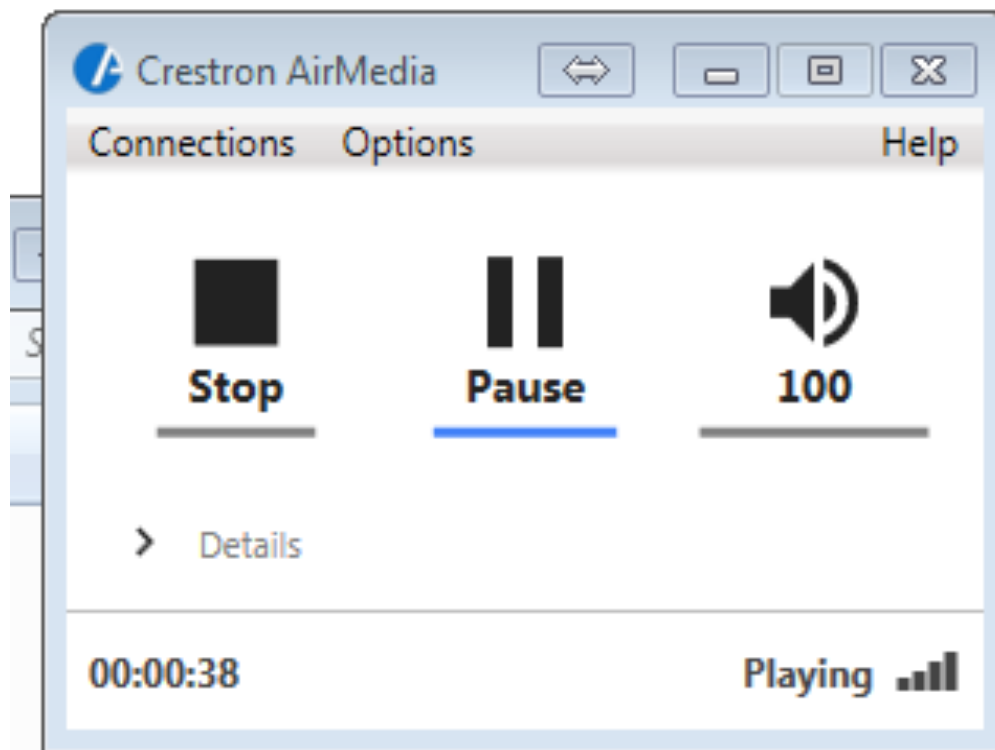 Crestron AirMedia
Connections Options Help
S
Stop Pause 100
Details
00:00:38 Playing